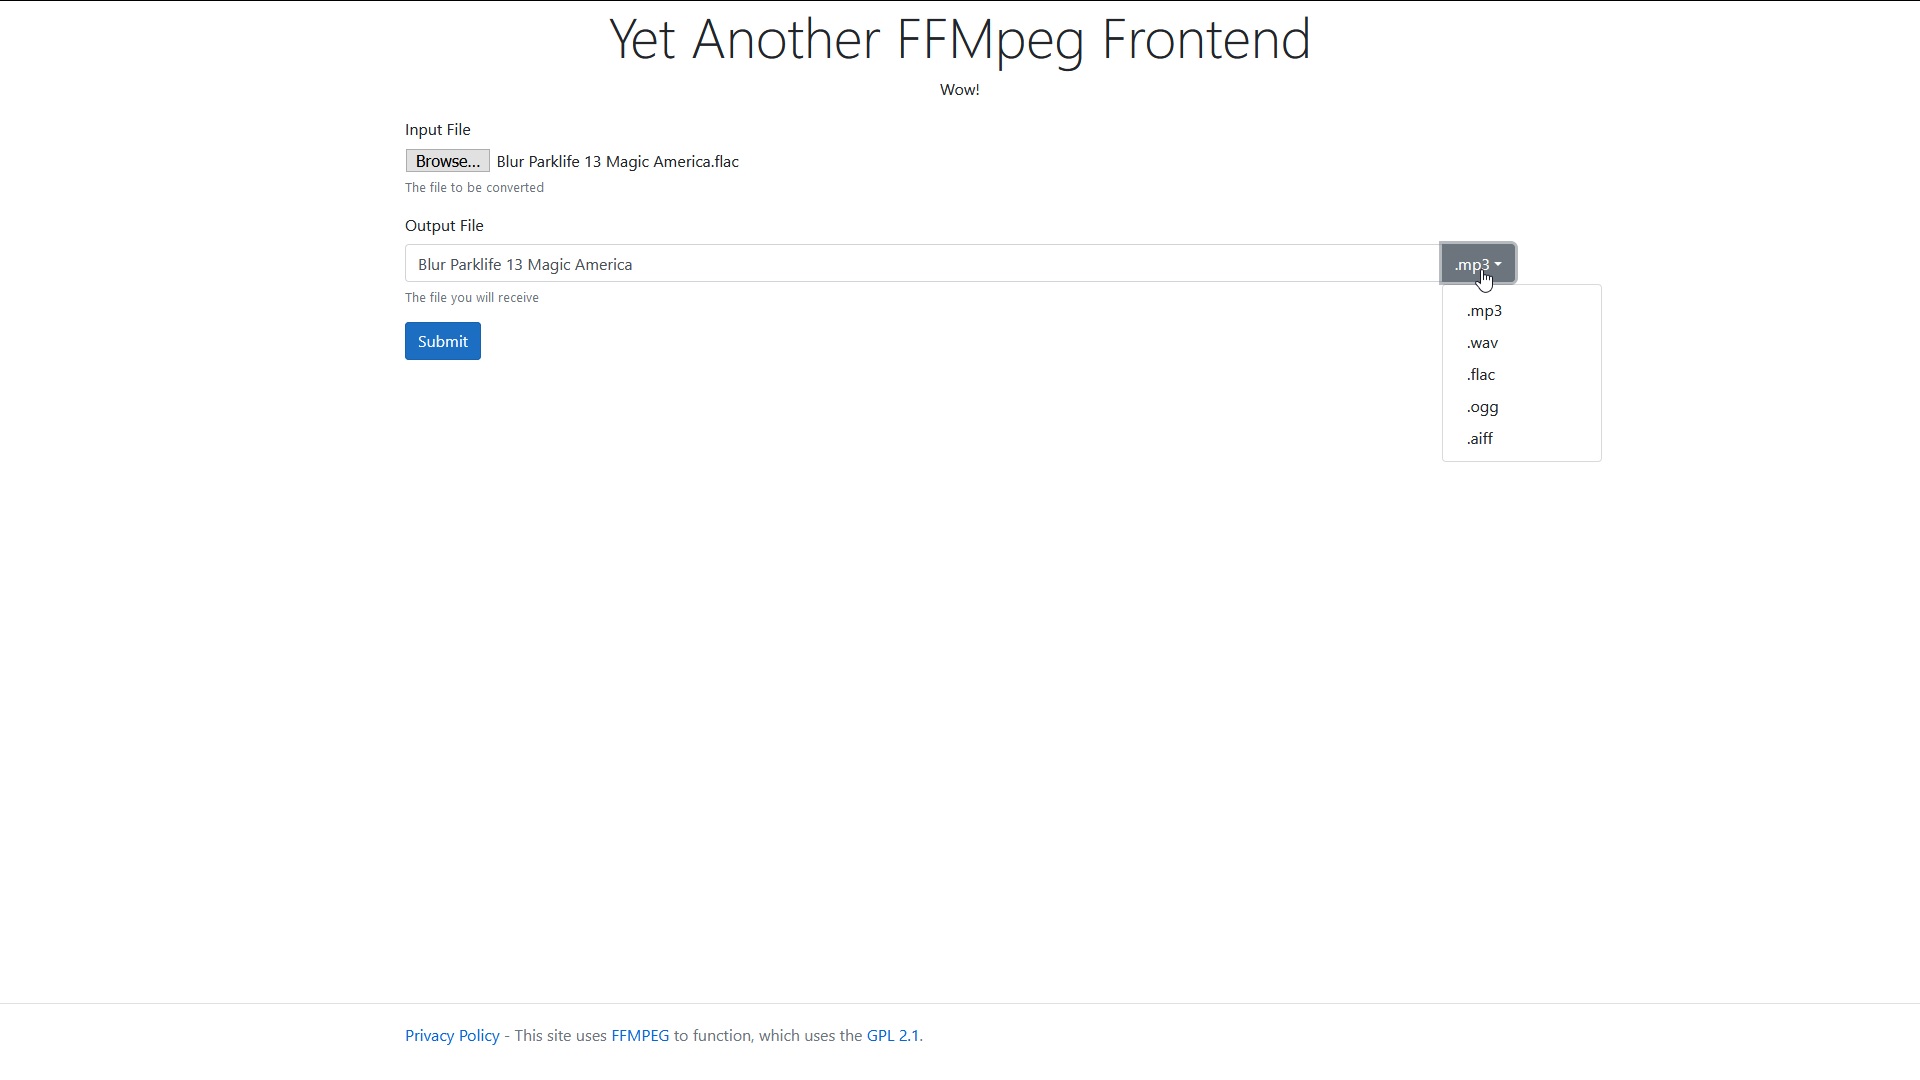 Yet Another FFMpeg Frontend
Wow!
Input File
Browse... Blur Parklife 13 Magic America.flac
The file to be converted
Output File
Blur Parklife 13 Magic America .mp3
The file you will receive
.mp3
Submit
.wav
.flac
.ogg
.aiff
Privacy Policy - This site uses FFMPEG to function, which uses the GPL 2.1.